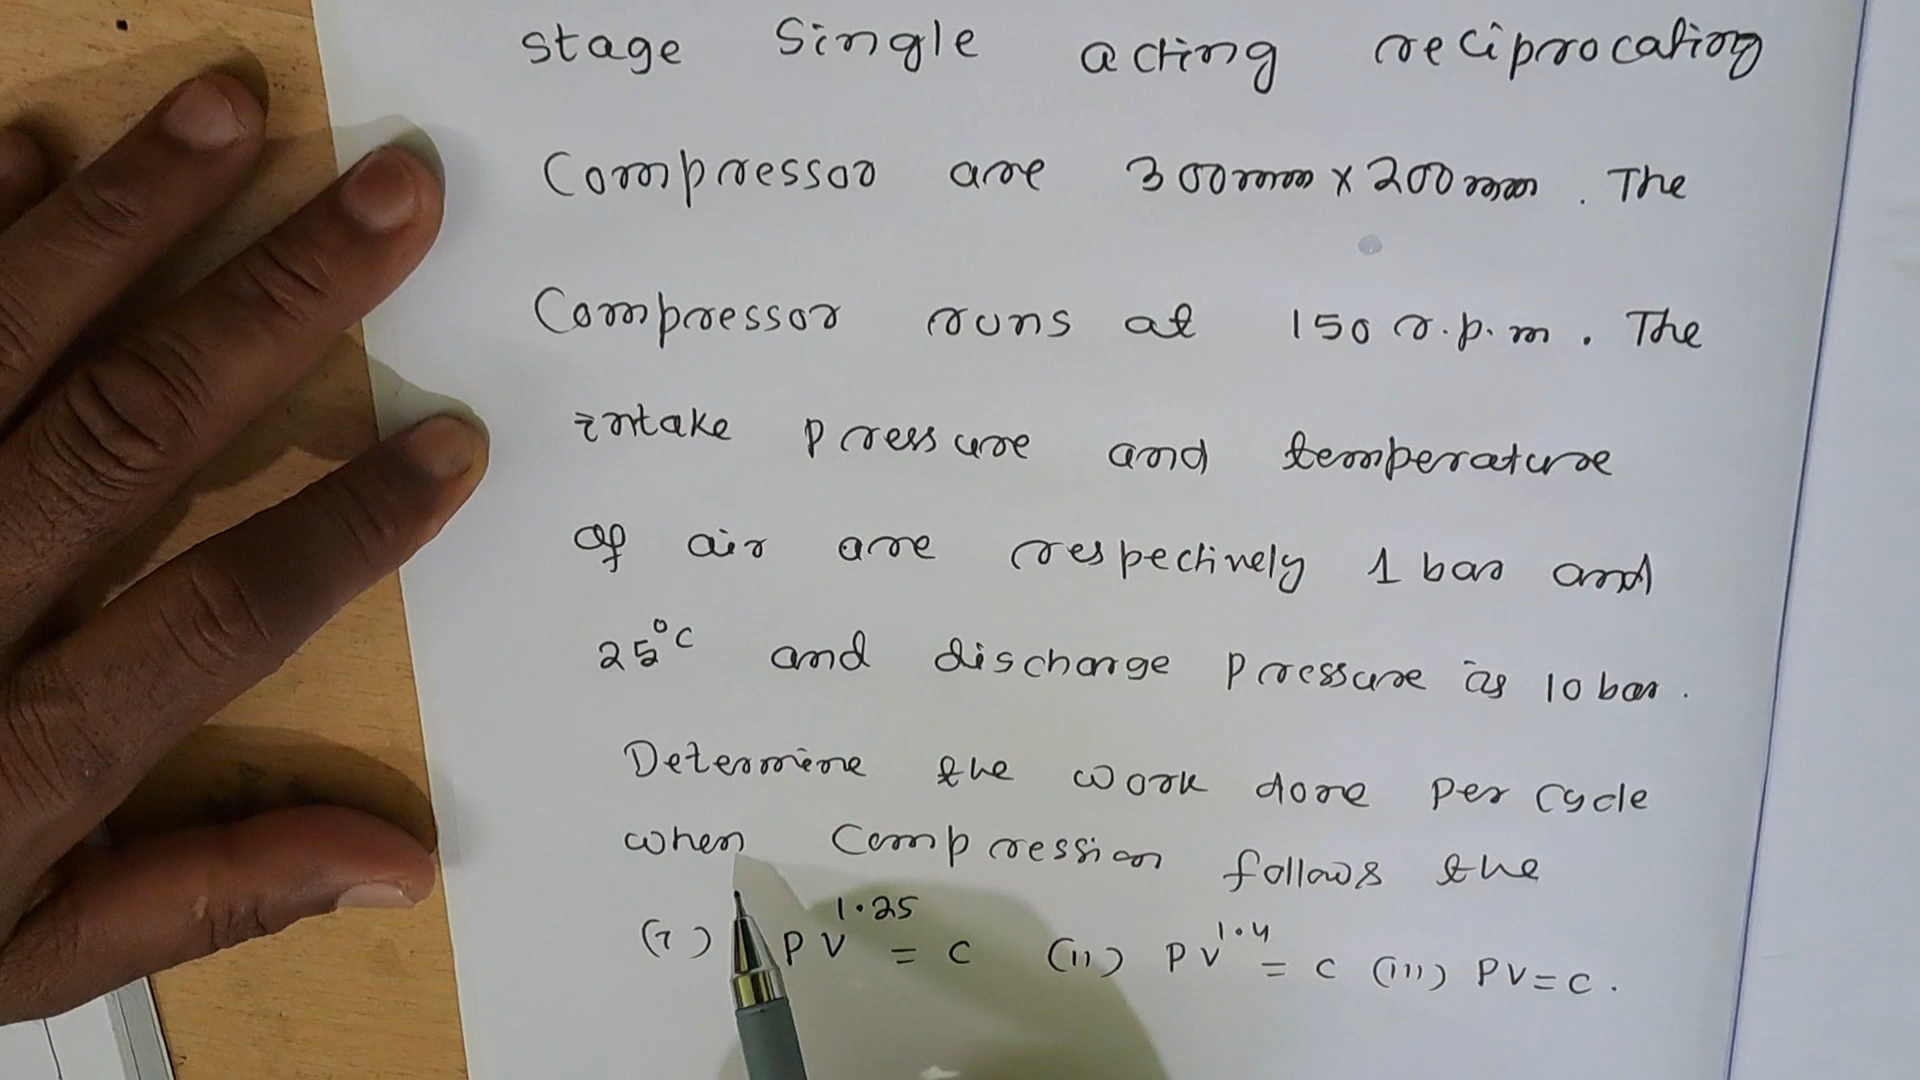 stage single acting reciprocating
Compressor are 300mm x 200mm. The
Compressor runs at 150 r.p.m. The
intake pressure and temperature
of air are respectively 1 bar and
25°C and discharge pressure is 10 bar.
Determine the work done per cycle
when compression follows the
(i) PV^1.25 = C (ii) PV^1.4 = C (iii) PV = C.